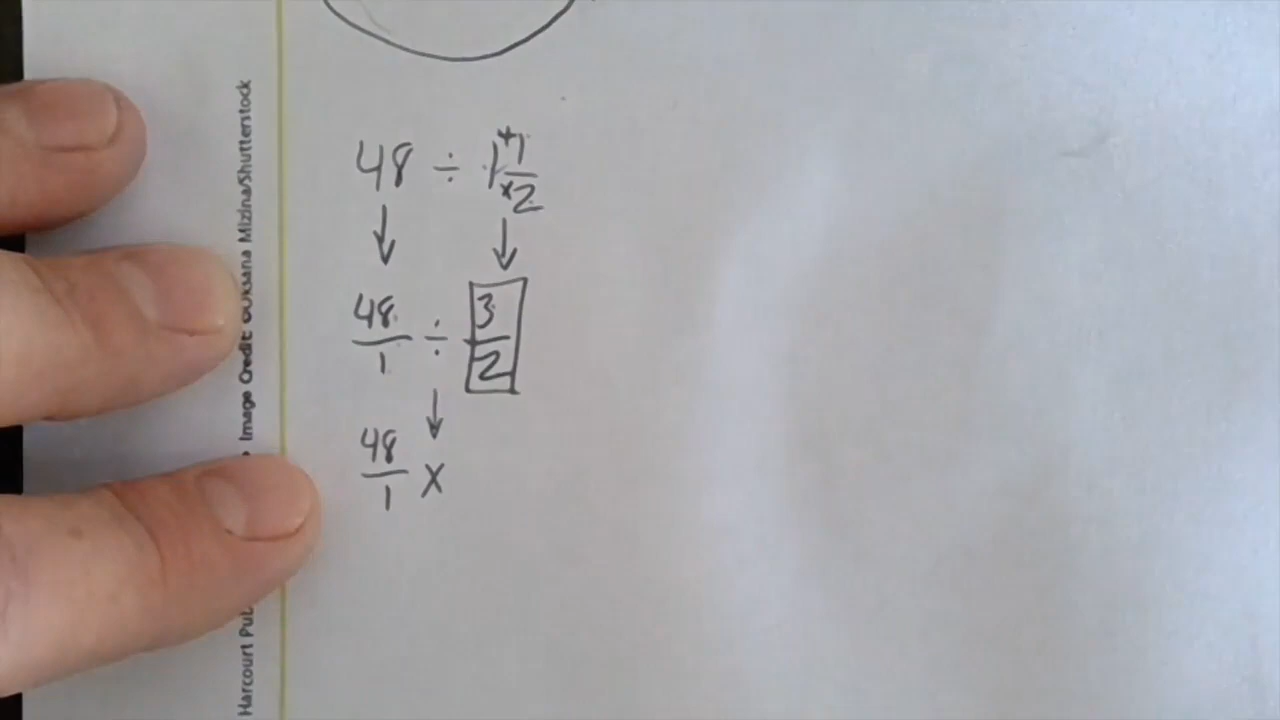 48 ÷ 1 + 1/× 2
48/1 ÷ 3/2
48/1 x
Harcourt Pub
Image Credit ©Oksana Mizina/Shutterstock